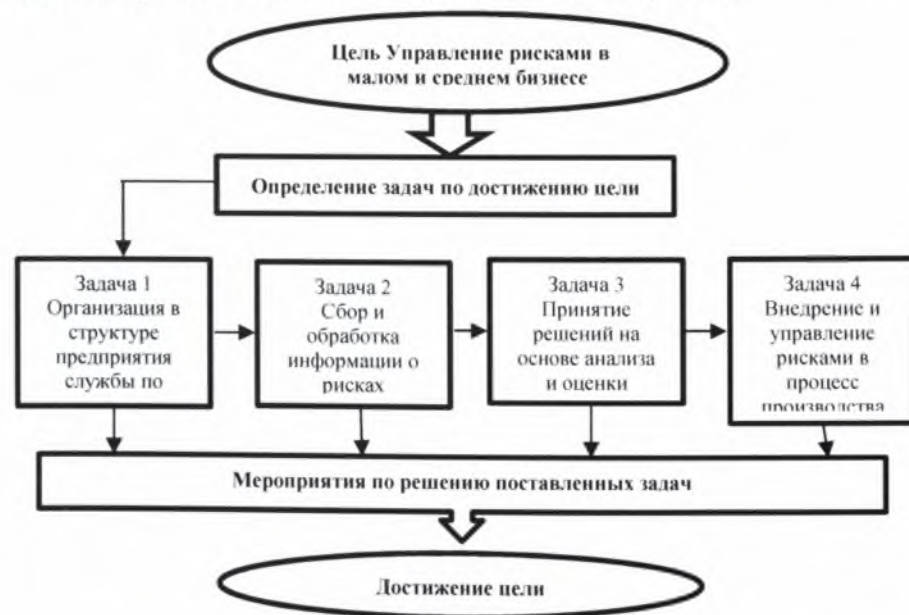 Цель Управление рисками в
малом и среднем бизнесе
Определение задач по достижению цели
Задача 1
Организация в
структуре
предприятия
службы по
Задача 2
Сбор и
обработка
информации о
рисках
Задача 3
Принятие
решений на
основе анализа
и оценки
Задача 4
Внедрение и
управление
рисками в
процесс
производства
Мероприятия по решению поставленных задач
Достижение цели